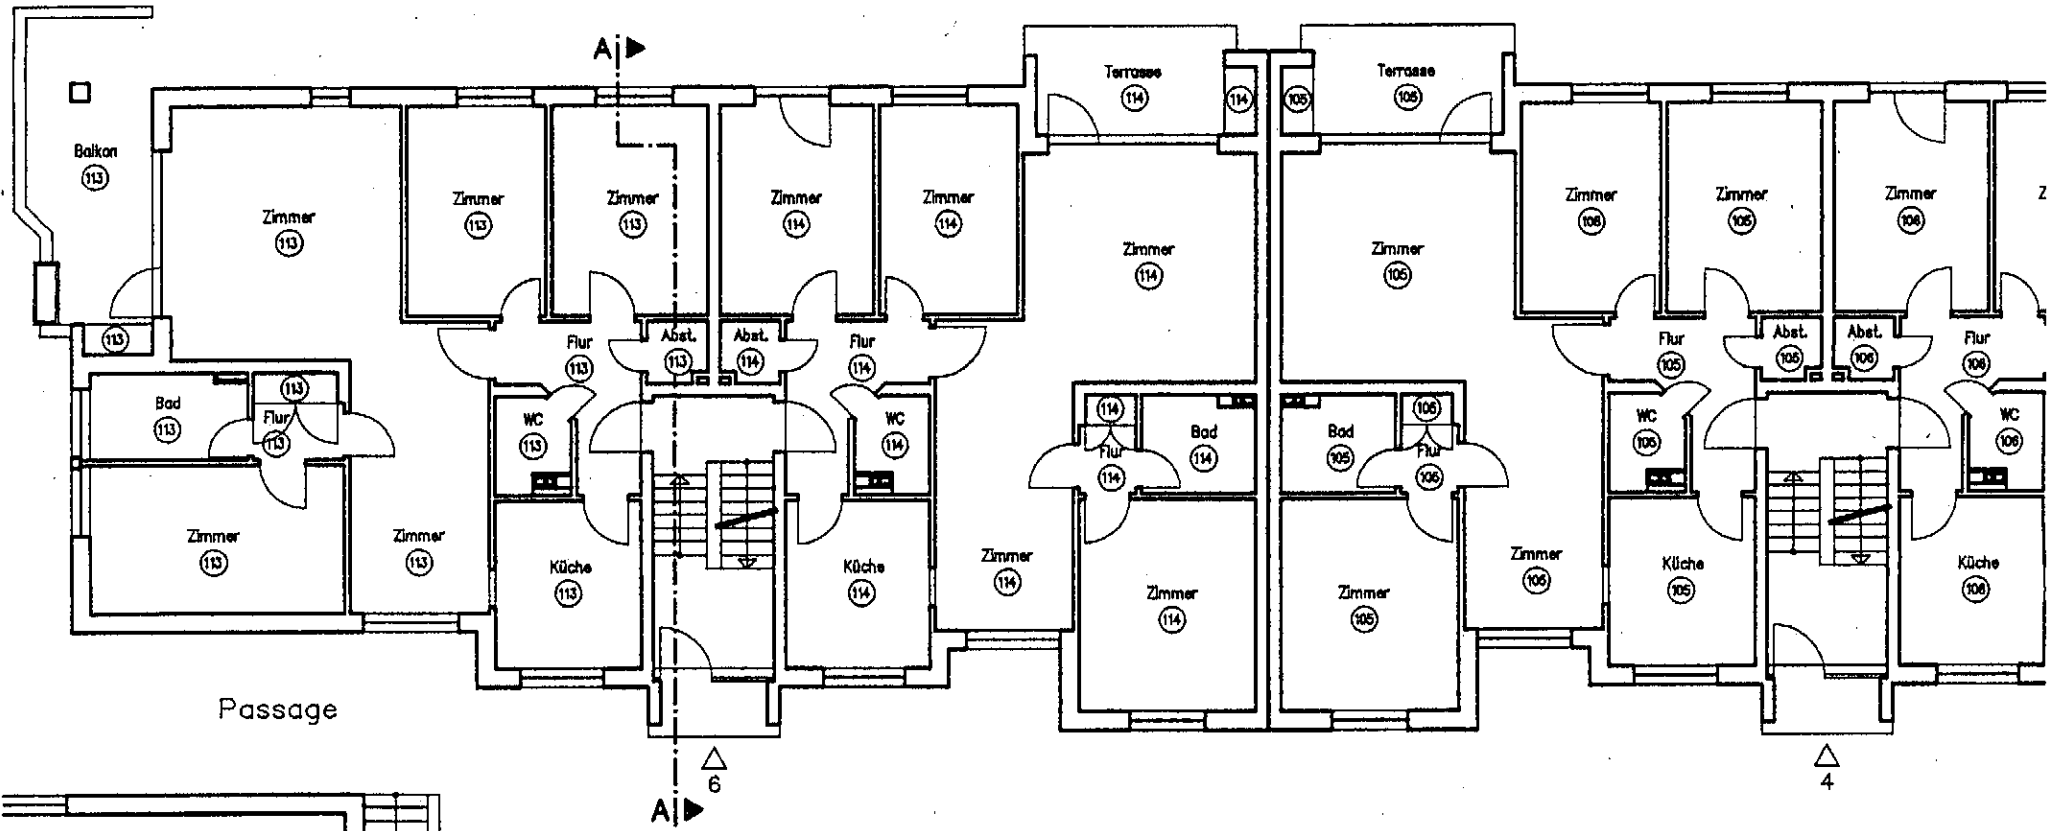 A
Terrasse
114
114
105
Terrasse
105
Balkon
113
Zimmer
113
Zimmer
113
Zimmer
113
Zimmer
114
Zimmer
114
Zimmer
114
Zimmer
105
Zimmer
106
Zimmer
105
Zimmer
106
Z
113
Flur
113
Abst.
113
Abst.
114
Flur
114
Flur
105
Abst.
105
Abst.
106
Flur
106
Bad
113
113
Flur
113
WC
113
WC
114
114
Flur
114
Bad
114
Bad
105
105
Flur
105
WC
105
WC
106
Zimmer
113
Zimmer
113
Küche
113
Küche
114
Zimmer
114
Zimmer
114
Zimmer
105
Zimmer
105
Küche
105
Küche
106
Passage
6
4
A